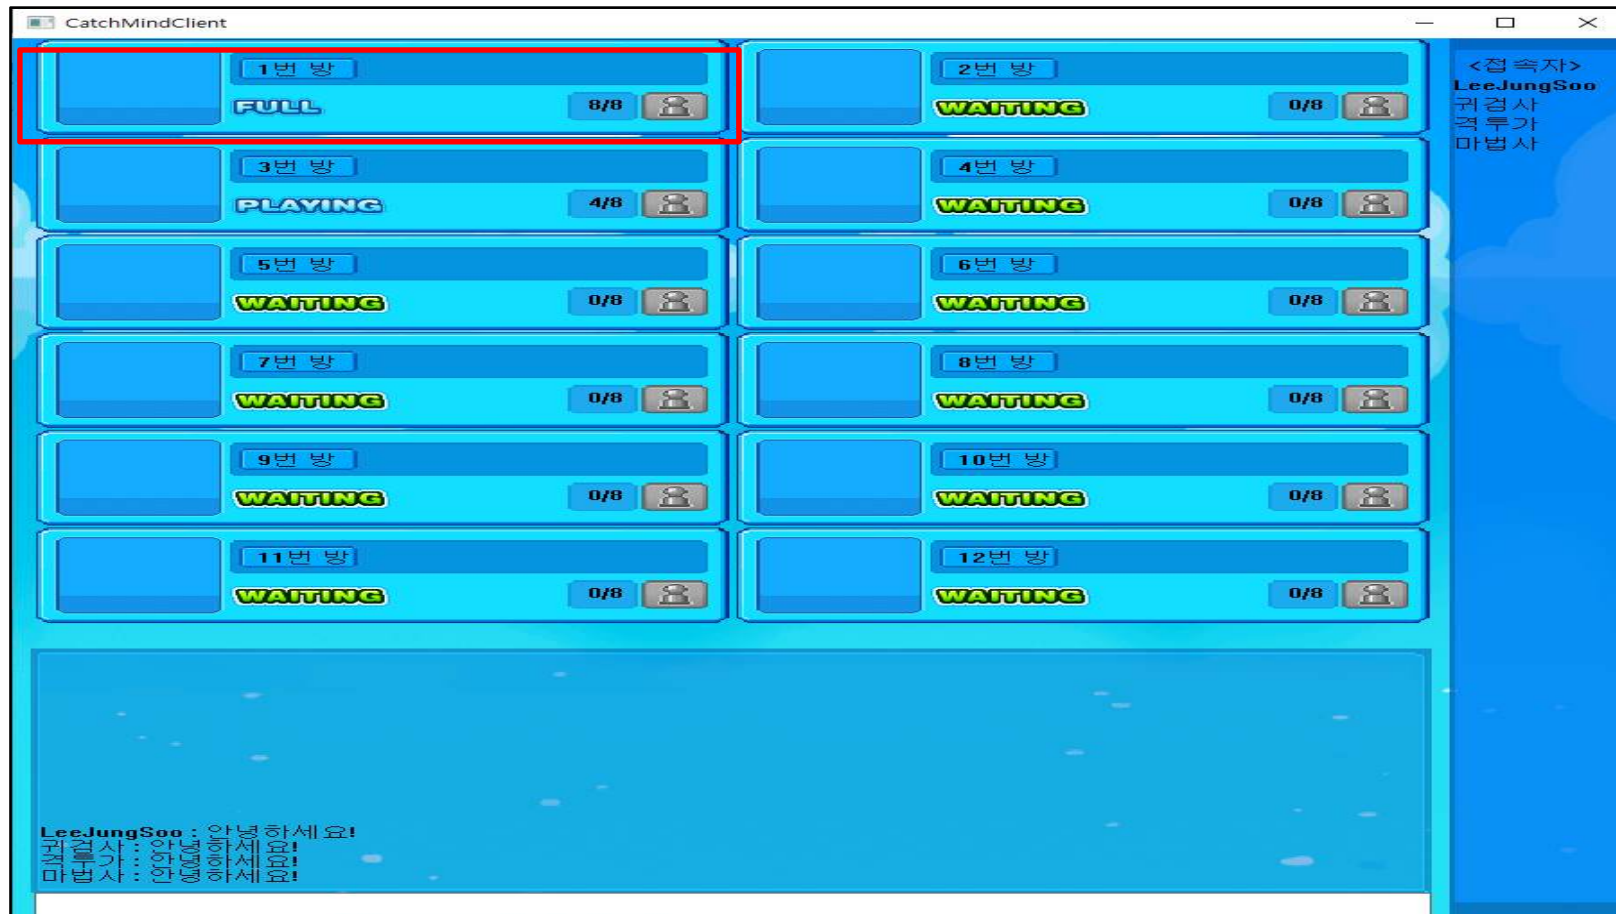 CatchMindClient
1번 방
FULL 8/8
2번 방
WAITING 0/8
3번 방
PLAYING 4/8
4번 방
WAITING 0/8
5번 방
WAITING 0/8
6번 방
WAITING 0/8
7번 방
WAITING 0/8
8번 방
WAITING 0/8
9번 방
WAITING 0/8
10번 방
WAITING 0/8
11번 방
WAITING 0/8
12번 방
WAITING 0/8
<접속자>
LeeJungSoo
귀검사
격투가
마법사
LeeJungSoo : 안녕하세요!
귀검사 : 안녕하세요!
격투가 : 안녕하세요!
마법사 : 안녕하세요!